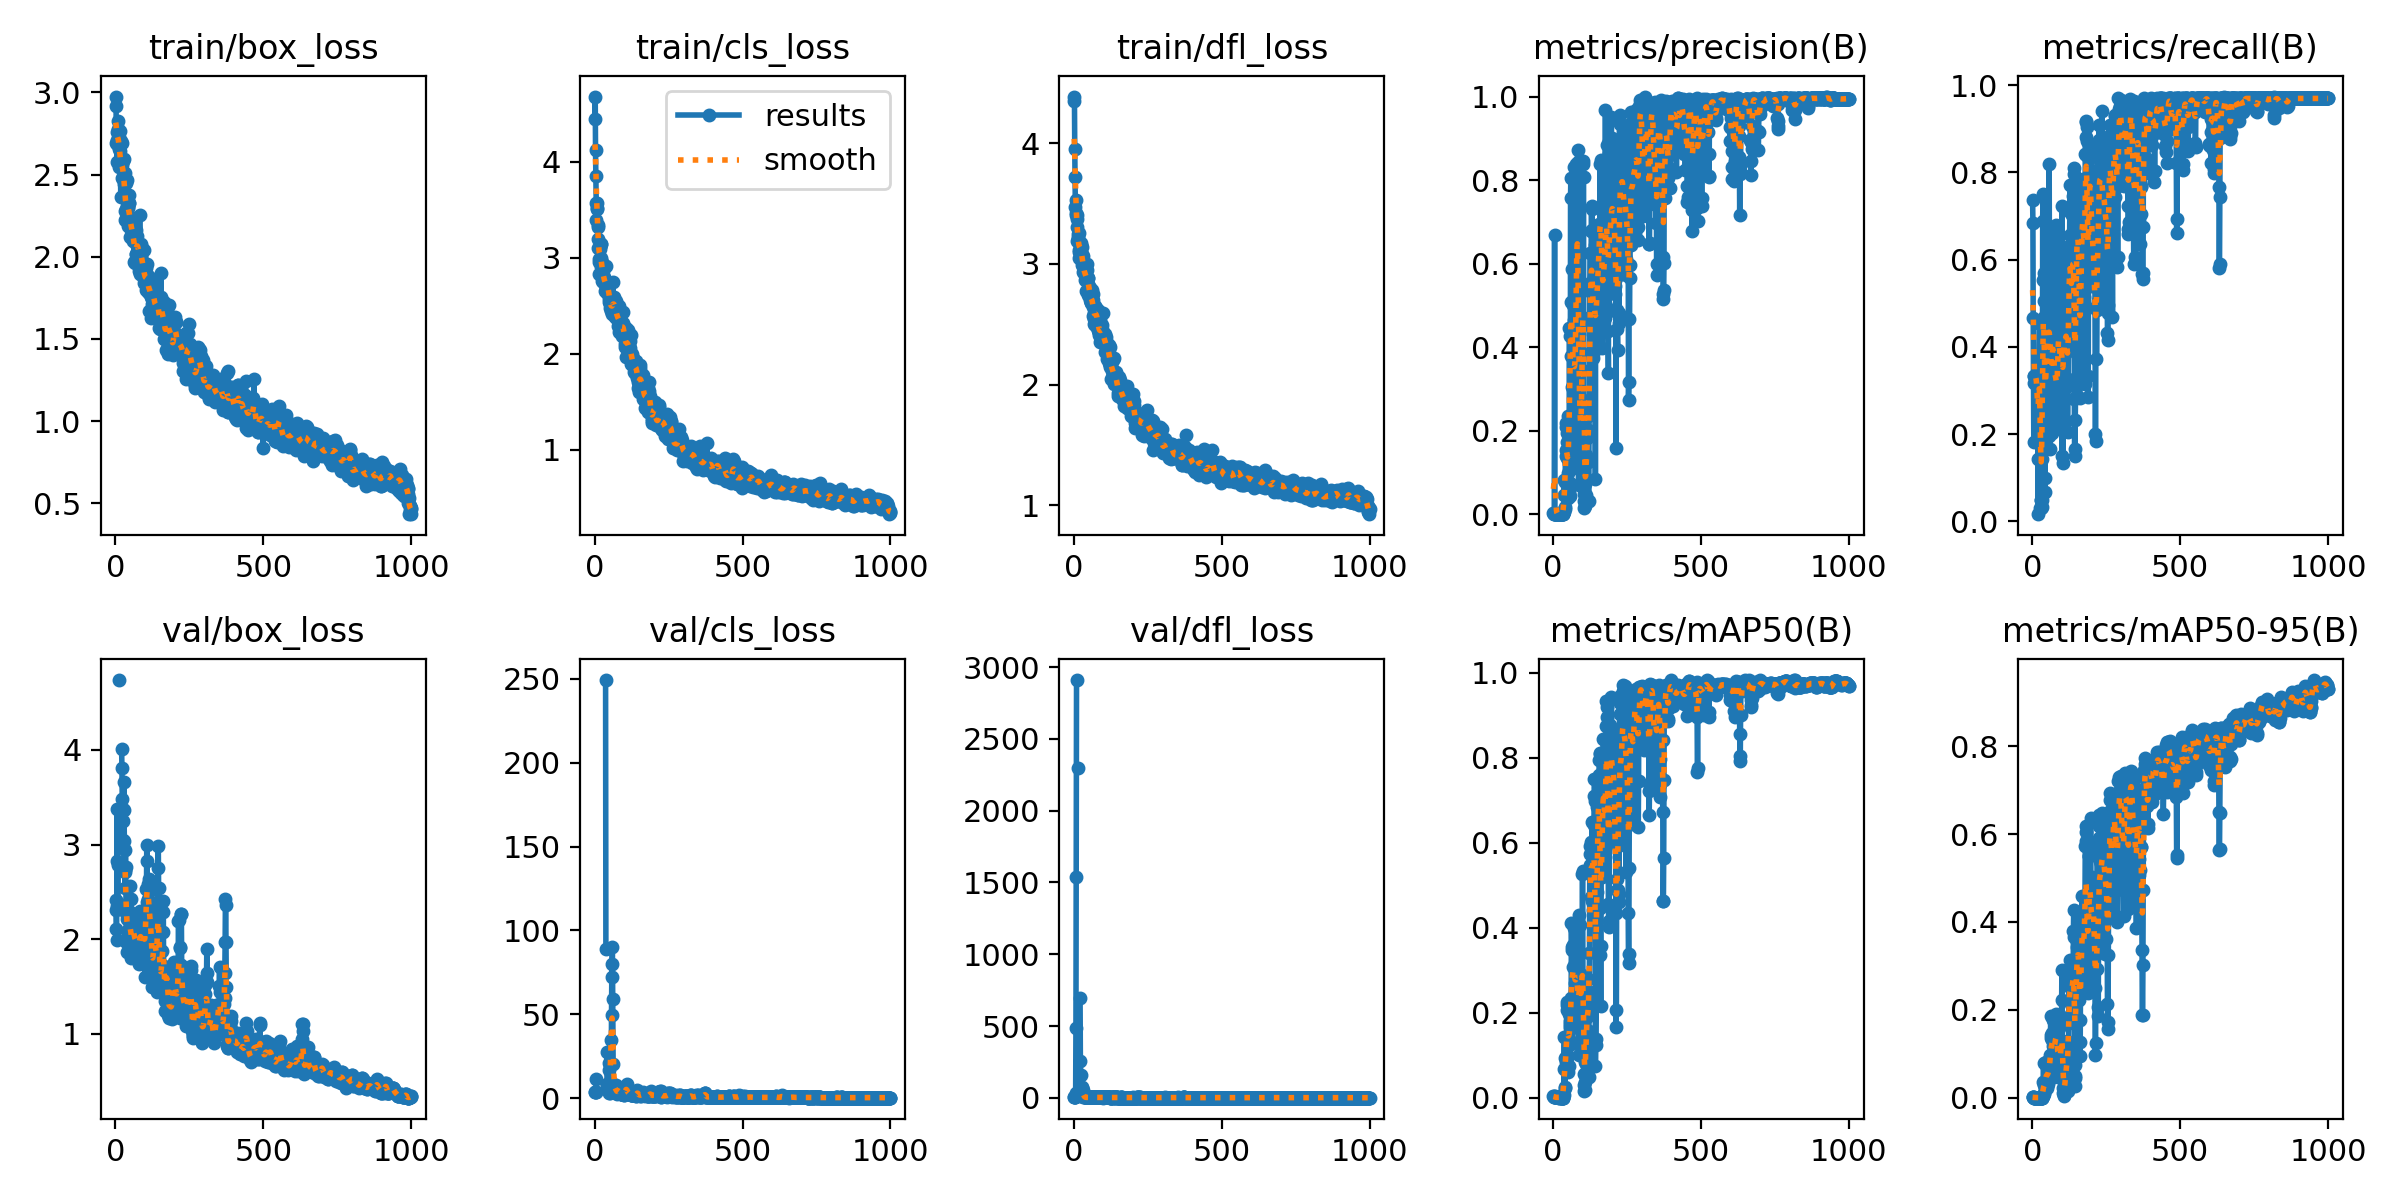 train/box_loss
3.0
2.5
2.0
1.5
1.0
0.5
0 500 1000
train/cls_loss
results
smooth
4
3
2
1
0 500 1000
train/dfl_loss
4
3
2
1
0 500 1000
metrics/precision(B)
1.0
0.8
0.6
0.4
0.2
0.0
0 500 1000
metrics/recall(B)
1.0
0.8
0.6
0.4
0.2
0.0
0 500 1000
val/box_loss
4
3
2
1
0 500 1000
val/cls_loss
250
200
150
100
50
0
0 500 1000
val/dfl_loss
3000
2500
2000
1500
1000
500
0
0 500 1000
metrics/mAP50(B)
1.0
0.8
0.6
0.4
0.2
0.0
0 500 1000
metrics/mAP50-95(B)
0.8
0.6
0.4
0.2
0.0
0 500 1000